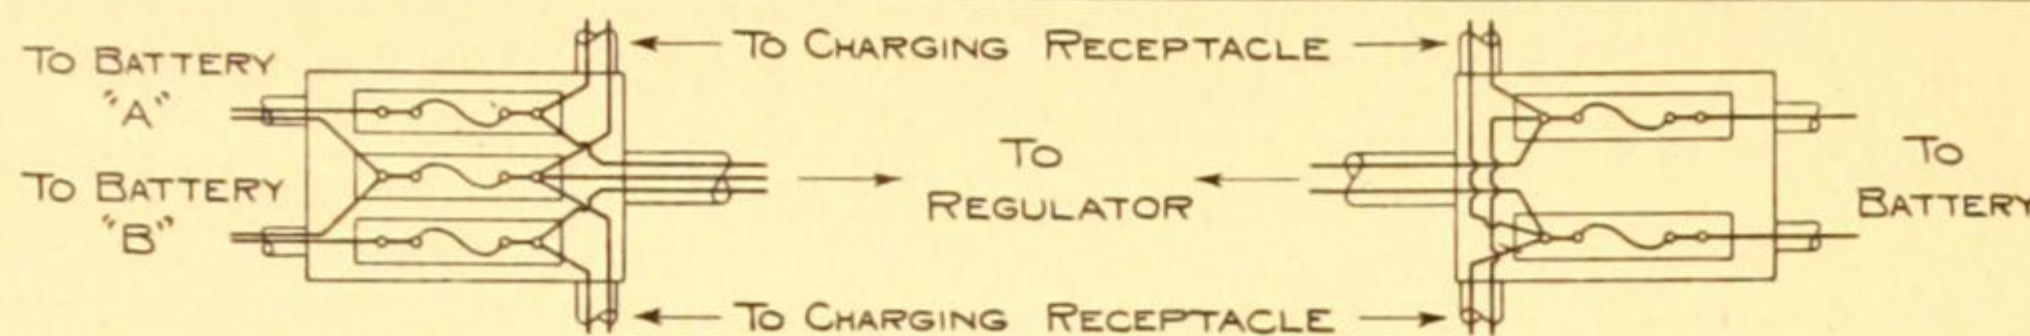 To Charging Receptacle
To Battery
"A"
To
Regulator
To Battery
"B"
To
Battery
To Charging Receptacle